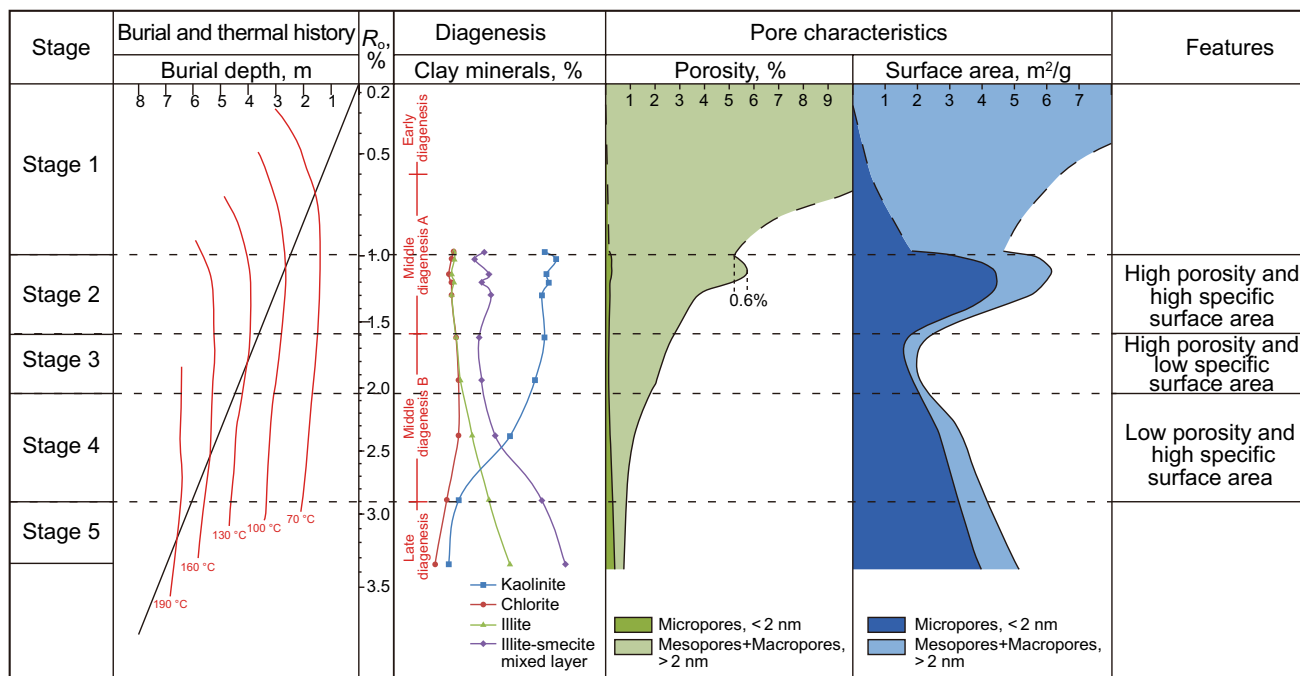 Stage
Burial and thermal history
Ro, %
Diagenesis
Pore characteristics
Features
Burial depth, m
Clay minerals, %
Porosity, %
Surface area, m²/g
8 7 6 5 4 3 2 1
0.2
1 2 3 4 5 6 7 8 9
1 2 3 4 5 6 7
Early diagenesis
Stage 1
0.5
Middle diagenesis A
1.0
Stage 2
0.6%
High porosity and
high specific
surface area
1.5
Stage 3
High porosity and
low specific
surface area
2.0
Middle diagenesis B
Stage 4
2.5
Low porosity and
high specific
surface area
Stage 5
3.0
Late diagenesis
70 °C
100 °C
130 °C
160 °C
190 °C
3.5
Kaolinite
Chlorite
Illite
Illite-smecite
mixed layer
Micropores, < 2 nm
Mesopores+Macropores,
> 2 nm
Micropores, < 2 nm
Mesopores+Macropores,
> 2 nm